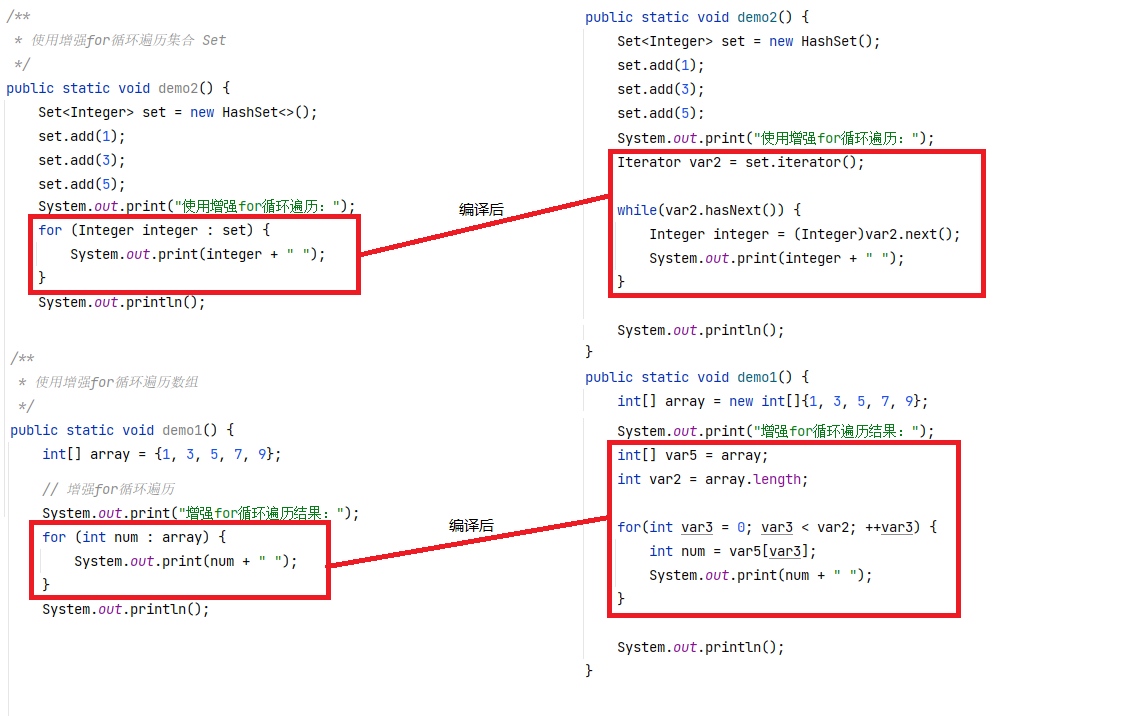 /**
 * 使用增强for循环遍历集合 Set
 */
public static void demo2() {
    Set<Integer> set = new HashSet<>();
    set.add(1);
    set.add(3);
    set.add(5);
    System.out.print("使用增强for循环遍历：");
    for (Integer integer : set) {
        System.out.print(integer + " ");
    }
    System.out.println();
编译后
public static void demo2() {
    Set<Integer> set = new HashSet();
    set.add(1);
    set.add(3);
    set.add(5);
    System.out.print("使用增强for循环遍历：");
    Iterator var2 = set.iterator();
    while(var2.hasNext()) {
        Integer integer = (Integer)var2.next();
        System.out.print(integer + " ");
    }
    System.out.println();
}
/**
 * 使用增强for循环遍历数组
 */
public static void demo1() {
    int[] array = {1, 3, 5, 7, 9};
    // 增强for循环遍历
    System.out.print("增强for循环遍历结果：");
    for (int num : array) {
        System.out.print(num + " ");
    }
    System.out.println();
编译后
public static void demo1() {
    int[] array = new int[]{1, 3, 5, 7, 9};
    System.out.print("增强for循环遍历结果：");
    int[] var5 = array;
    int var2 = array.length;
    for(int var3 = 0; var3 < var2; ++var3) {
        int num = var5[var3];
        System.out.print(num + " ");
    }
    System.out.println();
}